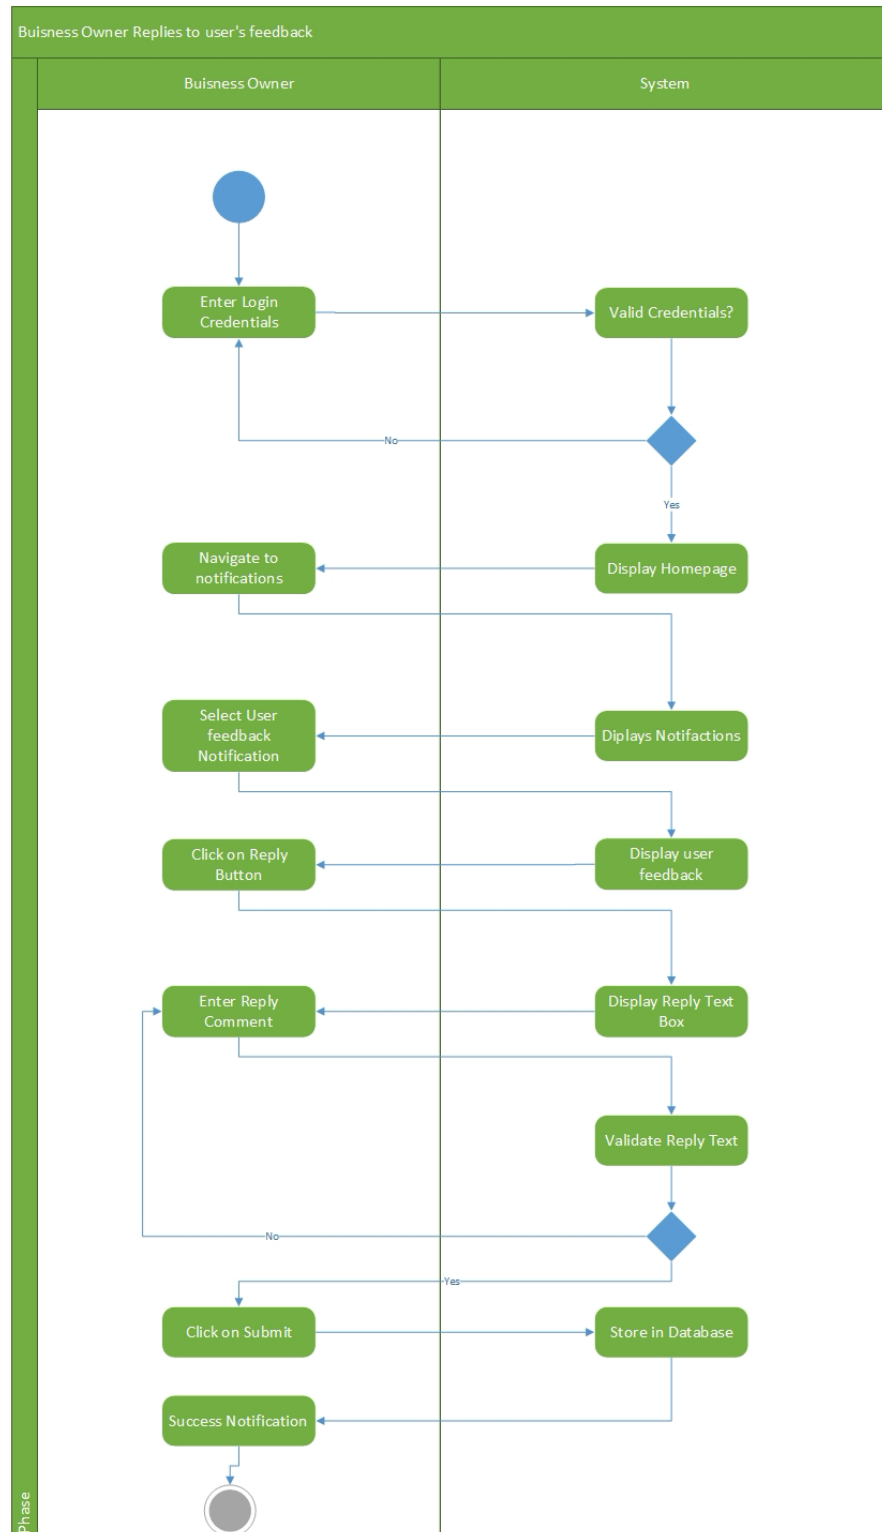 Buisness Owner Replies to user's feedback
Buisness Owner
System
Enter Login
Credentials
Valid Credentials?
No
Yes
Navigate to
notifications
Display Homepage
Select User
feedback
Notification
Diplays Notifactions
Click on Reply
Button
Display user
feedback
Enter Reply
Comment
Display Reply Text
Box
Validate Reply Text
No
Yes
Click on Submit
Store in Database
Success Notification
Phase